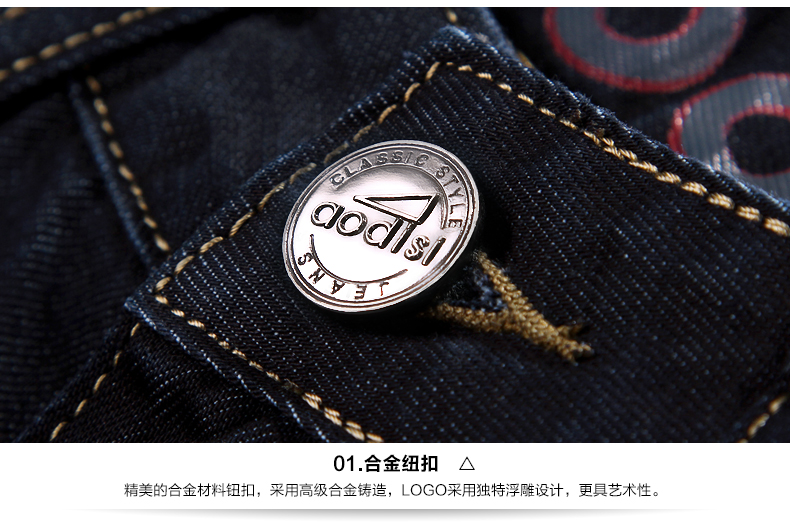 CLASSIC STYLE
aodlsl
JEANS
01.合金纽扣 △
精美的合金材料钮扣，采用高级合金铸造，LOGO采用独特浮雕设计，更具艺术性。